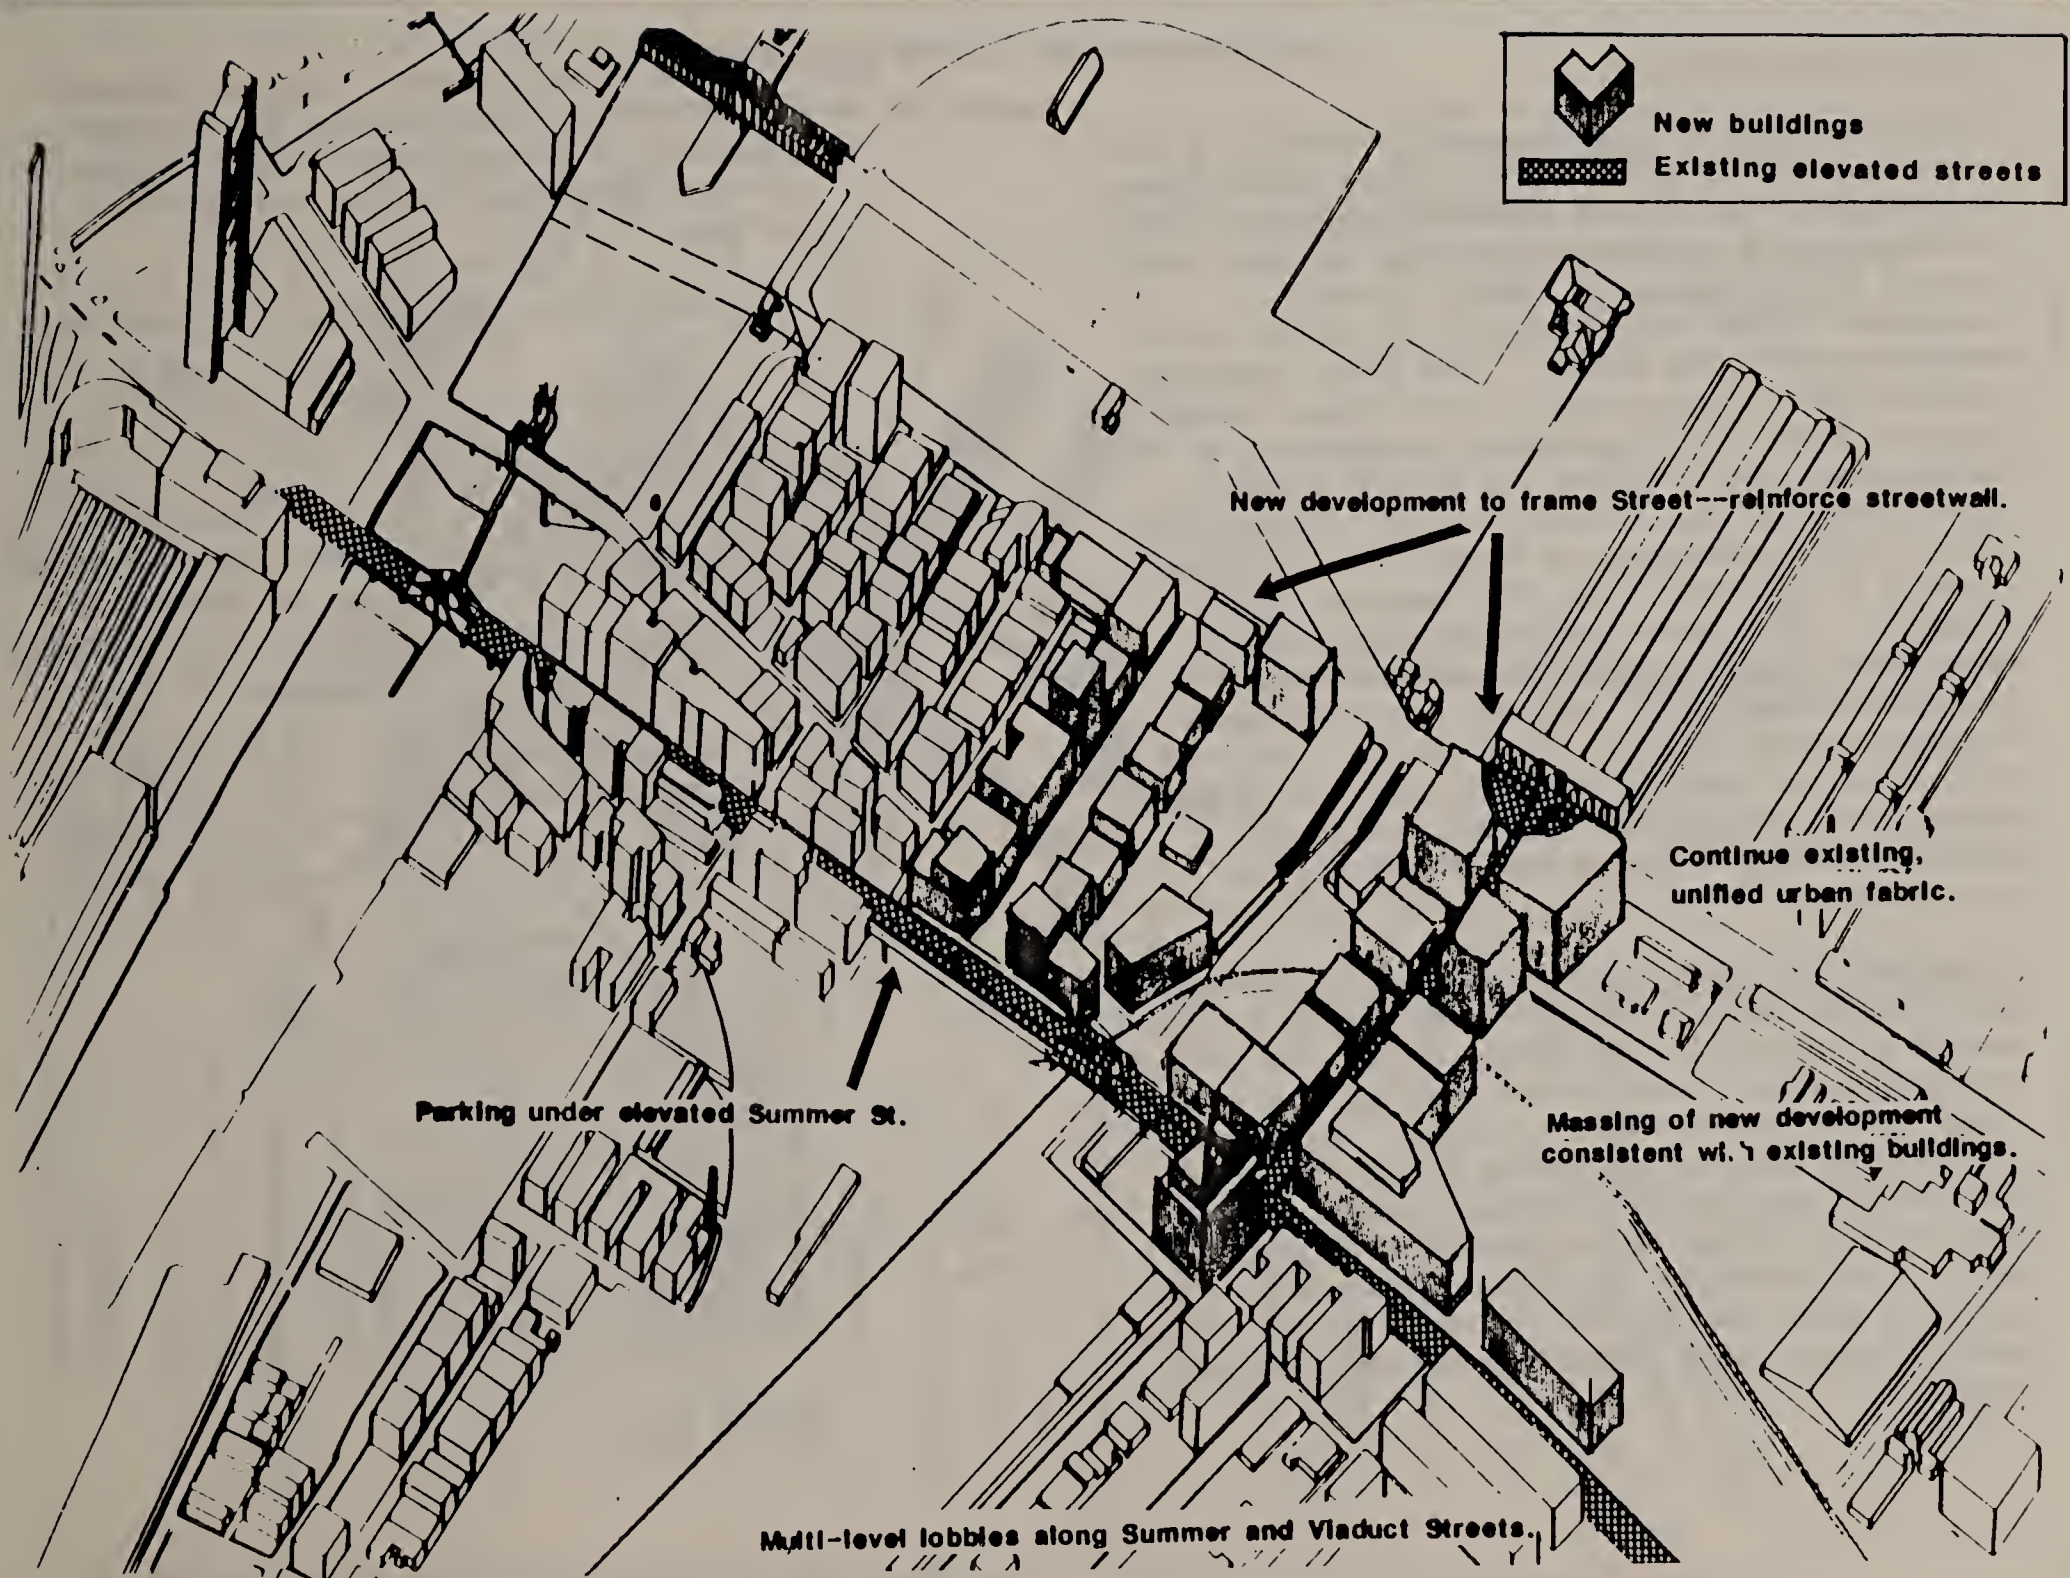 New buildings
Existing elevated streets
New development to frame Street--reinforce streetwall.
Continue existing,
unified urban fabric.
Parking under elevated Summer St.
Massing of new development
consistent wi. existing buildings.
Multi-level lobbies along Summer and Viaduct Streets.